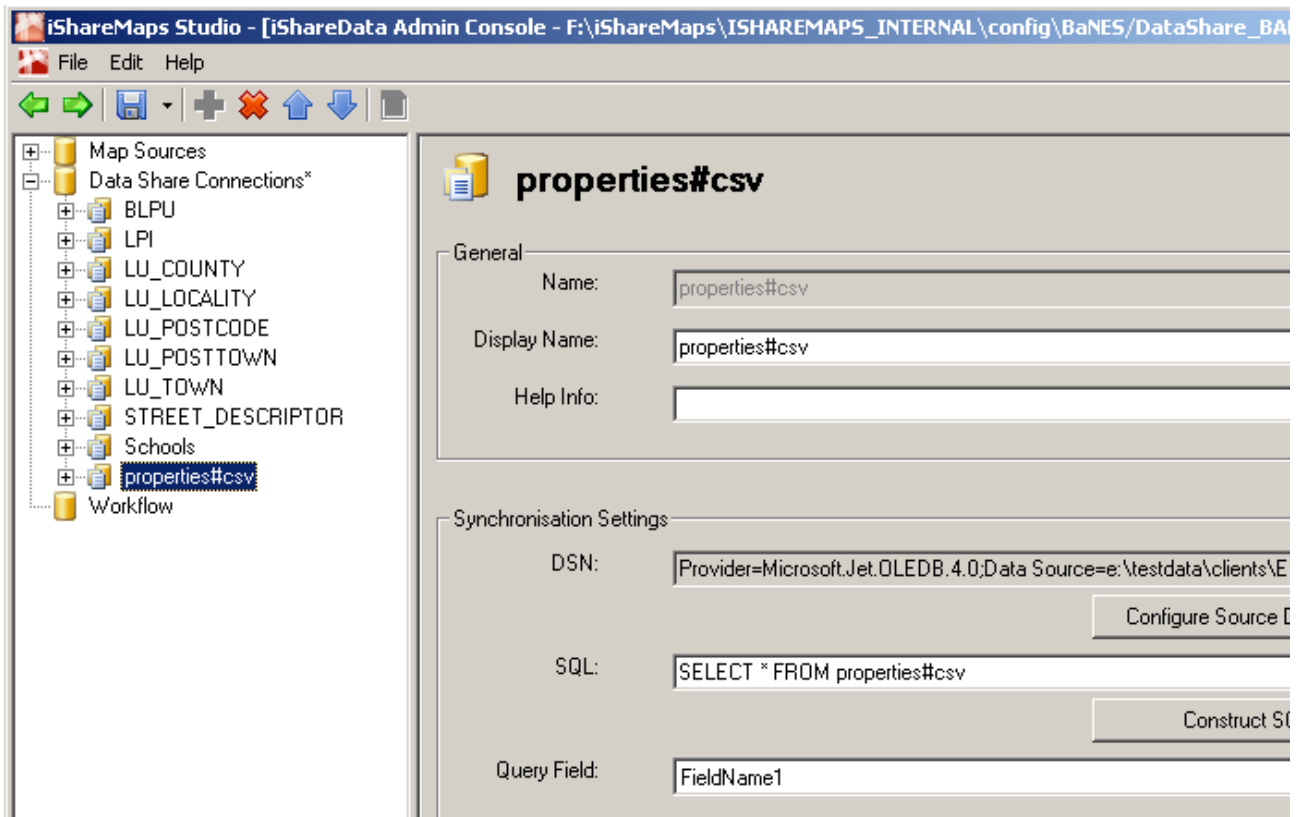 iShareMaps Studio - [iShareData Admin Console - F:\iShareMaps\ISHAREMAPS_INTERNAL\config\BaNES/DataShare_BA
File Edit Help
Map Sources
Data Share Connections*
BLPU
LPI
LU_COUNTY
LU_LOCALITY
LU_POSTCODE
LU_POSTTOWN
LU_TOWN
STREET_DESCRIPTOR
Schools
properties#csv
Workflow
properties#csv
General
Name: properties#csv
Display Name: properties#csv
Help Info:
Synchronisation Settings
DSN: Provider=Microsoft.Jet.OLEDB.4.0;Data Source=e:\testdata\clients\E
Configure Source D
SQL: SELECT * FROM properties#csv
Construct SQ
Query Field: FieldName1